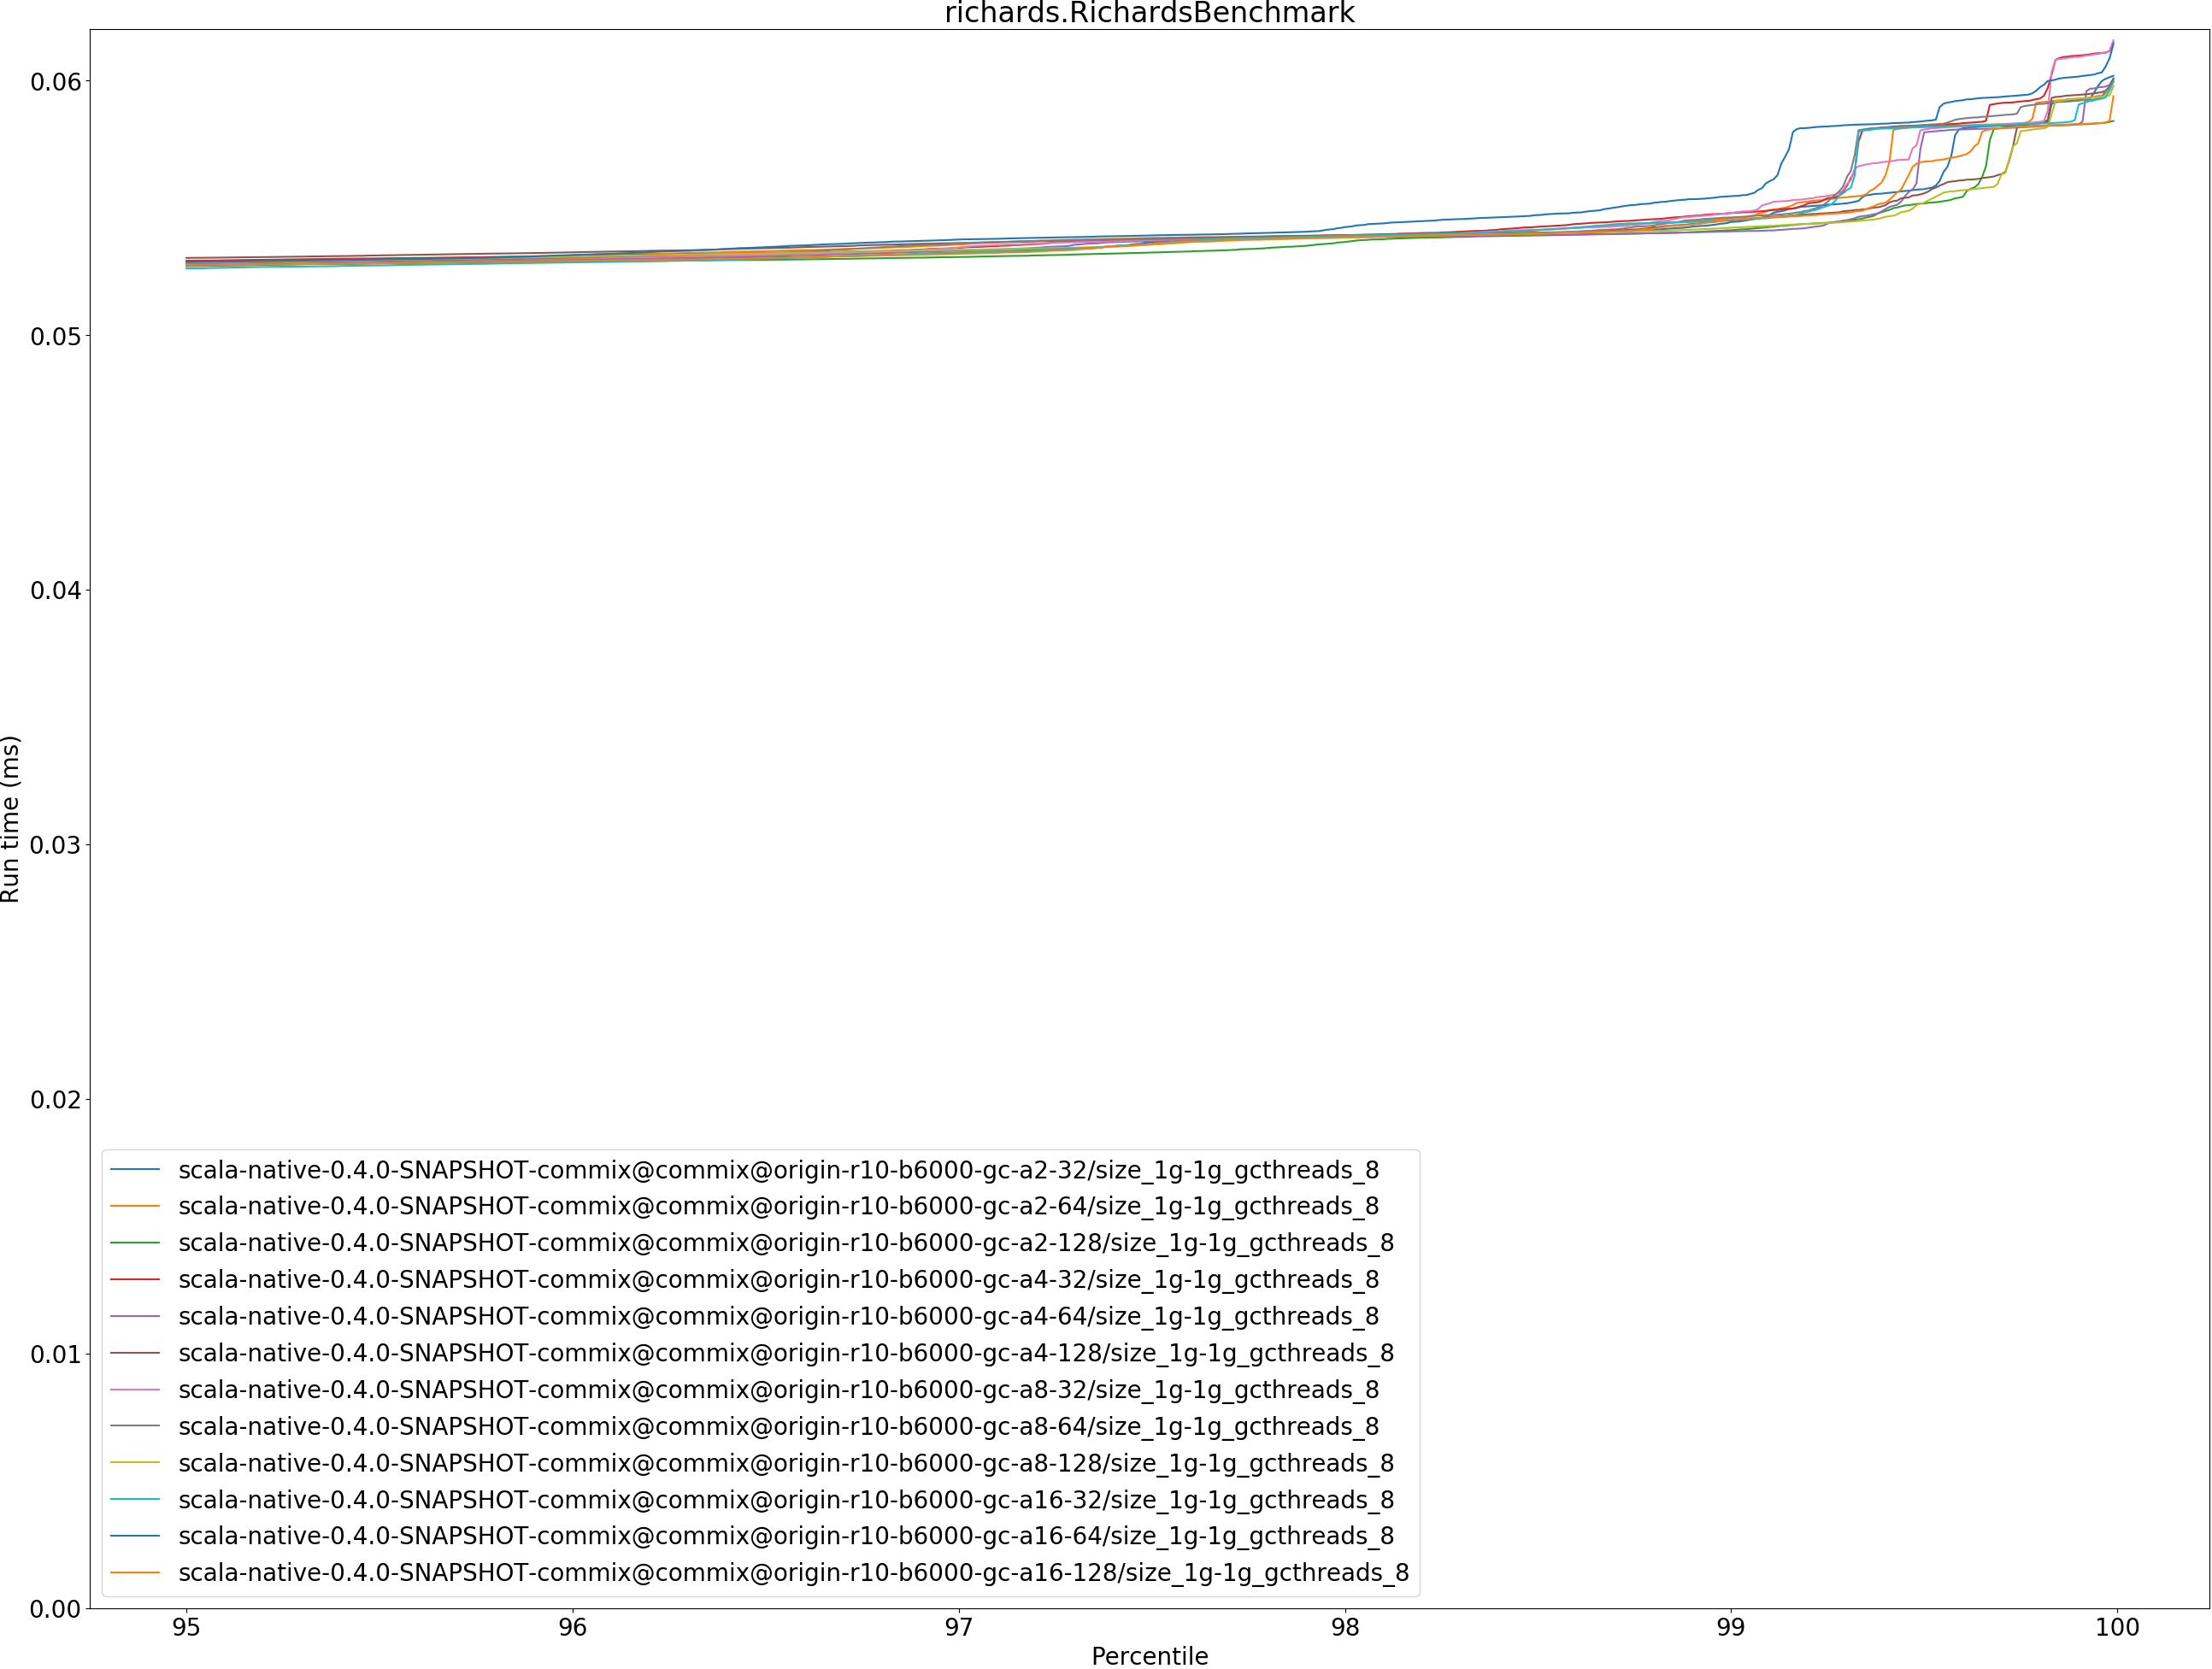 richards.RichardsBenchmark
0.06
0.05
0.04
0.03
0.02
0.01
0.00
Run time (ms)
scala-native-0.4.0-SNAPSHOT-commix@commix@origin-r10-b6000-gc-a2-32/size_1g-1g_gcthreads_8
scala-native-0.4.0-SNAPSHOT-commix@commix@origin-r10-b6000-gc-a2-64/size_1g-1g_gcthreads_8
scala-native-0.4.0-SNAPSHOT-commix@commix@origin-r10-b6000-gc-a2-128/size_1g-1g_gcthreads_8
scala-native-0.4.0-SNAPSHOT-commix@commix@origin-r10-b6000-gc-a4-32/size_1g-1g_gcthreads_8
scala-native-0.4.0-SNAPSHOT-commix@commix@origin-r10-b6000-gc-a4-64/size_1g-1g_gcthreads_8
scala-native-0.4.0-SNAPSHOT-commix@commix@origin-r10-b6000-gc-a4-128/size_1g-1g_gcthreads_8
scala-native-0.4.0-SNAPSHOT-commix@commix@origin-r10-b6000-gc-a8-32/size_1g-1g_gcthreads_8
scala-native-0.4.0-SNAPSHOT-commix@commix@origin-r10-b6000-gc-a8-64/size_1g-1g_gcthreads_8
scala-native-0.4.0-SNAPSHOT-commix@commix@origin-r10-b6000-gc-a8-128/size_1g-1g_gcthreads_8
scala-native-0.4.0-SNAPSHOT-commix@commix@origin-r10-b6000-gc-a16-32/size_1g-1g_gcthreads_8
scala-native-0.4.0-SNAPSHOT-commix@commix@origin-r10-b6000-gc-a16-64/size_1g-1g_gcthreads_8
scala-native-0.4.0-SNAPSHOT-commix@commix@origin-r10-b6000-gc-a16-128/size_1g-1g_gcthreads_8
95 96 97 98 99 100
Percentile